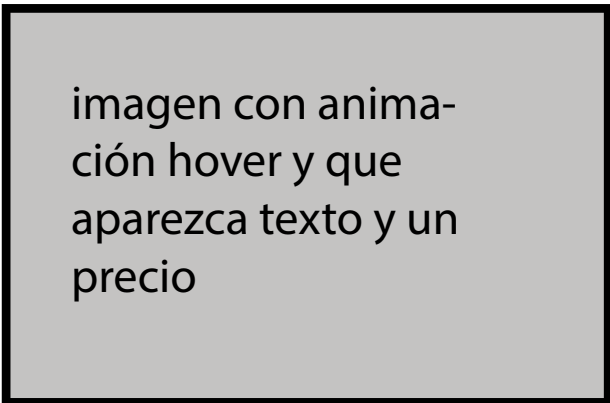 imagen con anima-
ción hover y que
aparezca texto y un
precio